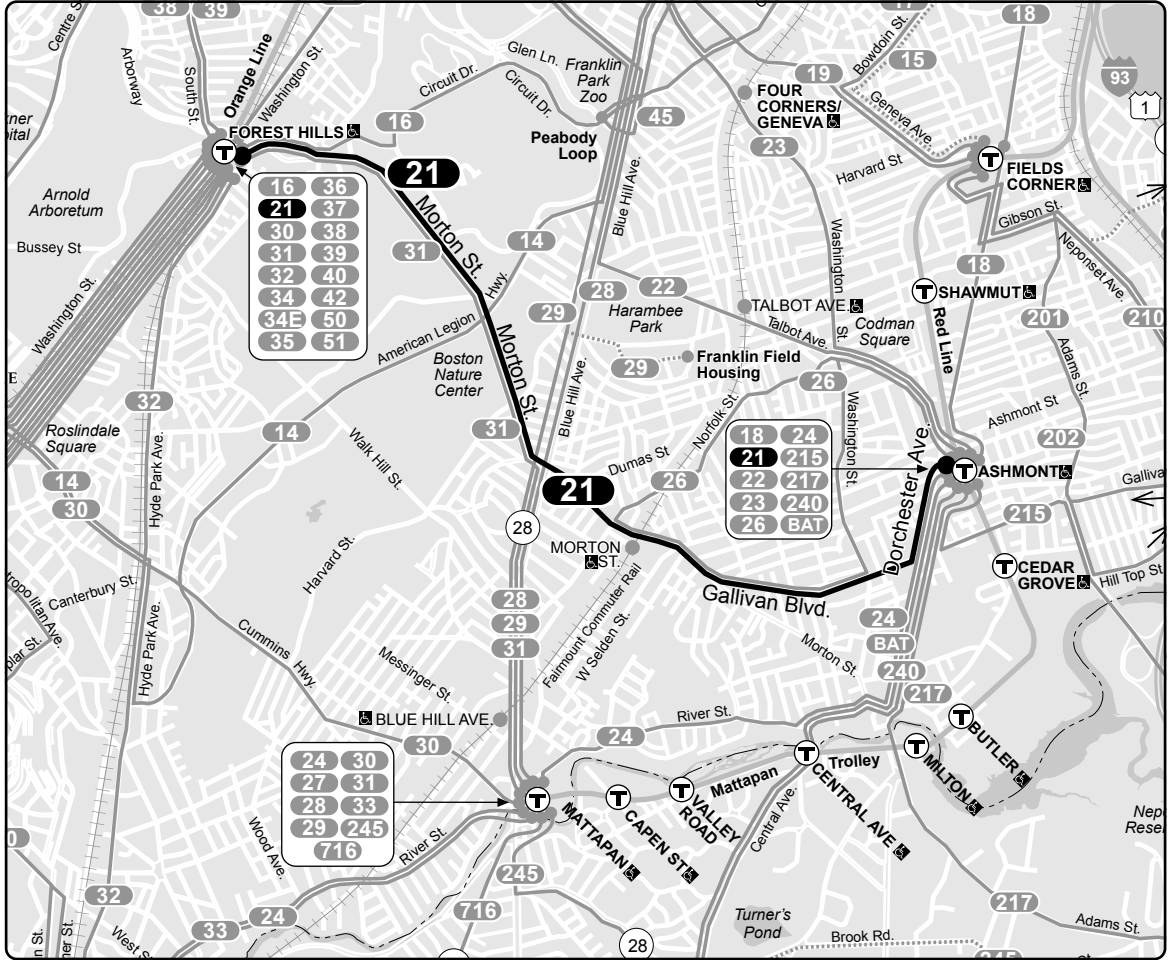 38
39
18
17
Centre St
Arborway
South St.
Orange Line
Washington St.
Glen Ln.
Circuit Dr.
Circuit Dr.
Franklin
Park
Zoo
19
Bowdoin St.
15
93
1
FOUR
CORNERS/
GENEVA
Geneva Ave.
16
45
23
FOREST HILLS
T
Peabody
Loop
Harvard St
T
FIELDS
CORNER
21
Arnold
Arboretum
16 36
21 37
30 38
31 39
32 40
34 42
34E 50
35 51
Morton St.
Blue Hill Ave.
Gibson St.
Neponset Ave.
Bussey St
31
14
Hwy.
Washington St.
18
28
22
T SHAWMUT
Washington St.
American Legion
29
Harambee
Park
TALBOT AVE.
Talbot Ave.
Codman
Square
Red Line
201
210
Morton St.
Boston
Nature
Center
29
Franklin Field
Housing
Adams St.
32
Blue Hill Ave.
26
Ashmont St
Roslindale
Square
14
31
Norfolk St.
Washington St.
202
Walk Hill St.
Dumas St
18 24
21 215
22 217
23 240
26 BAT
Dorchester Ave.
T ASHMONT
14
30
Hyde Park Ave.
26
21
215
28
MORTON
ST.
T
CEDAR
GROVE
Hill Top St
Harvard St.
Canterbury St.
Gallivan Blvd.
28
29
31
Fairmount Commuter Rail
W Selden St.
24
BAT
240
217
Morton St.
Hyde Park Ave.
Cummins Hwy.
Messinger St.
BLUE HILL AVE.
River St.
30
24
T
BUTLER
T
MILTON
T
CENTRAL AVE
Mattapan Trolley
24 30
27 31
28 33
29 245
716
T
MATTAPAN
T
CAPEN ST
T
VALLEY
ROAD
Central Ave.
Wood Ave.
River St.
245
716
32
33
24
217
Turner's
Pond
Brook Rd.
Adams St.
28
245